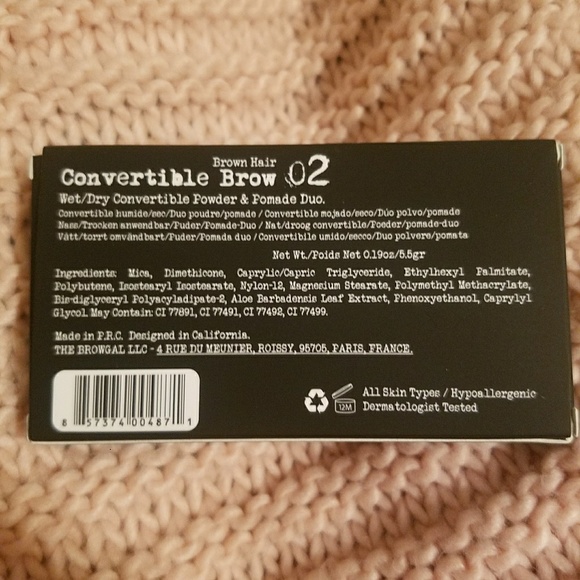 Brown Hair
Convertible Brow 02
Wet/Dry Convertible Powder & Pomade Duo.
Convertible humide/sec/Duo poudre/pomade / Convertible mojado/seco/Dúo polvo/pomade
Nass/Trocken anwendbar/Puder/Pomade-Duo / Nat/droog convertible/Poeder/pomade-duo
Vått/torrt omvändbart/Puder/Pomada duo / Convertibile umido/secco/Duo polvere/pomata
Net Wt./Poids Net 0.19oz/5.5gr
Ingredients: Mica, Dimethicone, Caprylic/Capric Triglyceride, Ethylhexyl Palmitate,
Polybutene, Isostearyl Isostearate, Nylon-12, Magnesium Stearate, Polymethyl Methacrylate,
Bis-diglyceryl Polyacyladipate-2, Aloe Barbadensis Leaf Extract, Phenoxyethanol, Caprylyl
Glycol. May Contain: CI 77891, CI 77491, CI 77492, CI 77499.
Made in P.R.C. Designed in California.
THE BROWGAL LLC - 4 RUE DU MEUNIER, ROISSY, 95705, PARIS, FRANCE.
8 57374 00487 1
12M
All Skin Types / Hypoallergenic
Dermatologist Tested